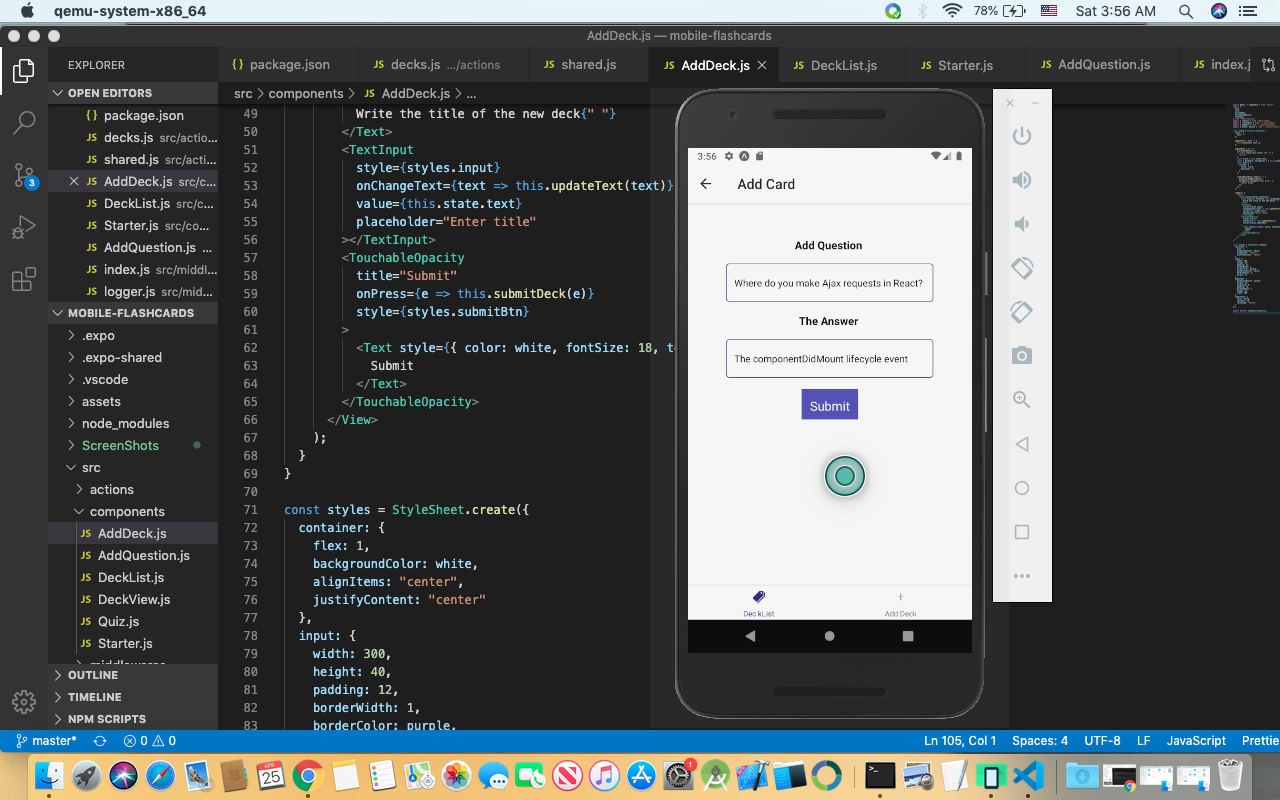 qemu-system-x86_64
78%
Sat 3:56 AM
AddDeck.js — mobile-flashcards
EXPLORER
{ } package.json
JS decks.js .../actions
JS shared.js
JS AddDeck.js
JS DeckList.js
JS Starter.js
JS AddQuestion.js
JS index.j
OPEN EDITORS
{ } package.json
JS decks.js src/actio...
JS shared.js src/acti...
JS AddDeck.js src/c...
JS DeckList.js src/c...
JS Starter.js src/co...
JS AddQuestion.js ...
JS index.js src/middl...
JS logger.js src/mid...
3
MOBILE-FLASHCARDS
.expo
.expo-shared
.vscode
assets
node_modules
ScreenShots
src
actions
components
JS AddDeck.js
JS AddQuestion.js
JS DeckList.js
JS DeckView.js
JS Quiz.js
JS Starter.js
OUTLINE
TIMELINE
NPM SCRIPTS
src > components > JS AddDeck.js > ...
49 Write the title of the new deck{" "}
50 </Text>
51 <TextInput
52 style={styles.input}
53 onChangeText={text => this.updateText(text)}
54 value={this.state.text}
55 placeholder="Enter title"
56 ></TextInput>
57 <TouchableOpacity
58 title="Submit"
59 onPress={e => this.submitDeck(e)}
60 style={styles.submitBtn}
61 >
62 <Text style={{ color: white, fontSize: 18, te
63 Submit
64 </Text>
65 </TouchableOpacity>
66 </View>
67 );
68 }
69 }
70
71 const styles = StyleSheet.create({
72 container: {
73 flex: 1,
74 backgroundColor: white,
75 alignItems: "center",
76 justifyContent: "center"
77 },
78 input: {
79 width: 300,
80 height: 40,
81 padding: 12,
82 borderWidth: 1,
83 borderColor: purple,
3:56
Add Card
Add Question
Where do you make Ajax requests in React?
The Answer
The componentDidMount lifecycle event
Submit
DeckList
Add Deck
master*
0
0
Ln 105, Col 1
Spaces: 4
UTF-8
LF
JavaScript
Prettie
APR
25
1